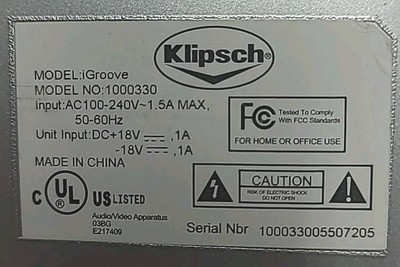 Klipsch
MODEL:iGroove
MODEL NO:1000330
Input:AC100-240V~1.5A MAX,
50-60Hz
Unit Input:DC+18V ,1A
-18V ,1A
MADE IN CHINA
FC Tested To Comply
With FCC Standards
FOR HOME OR OFFICE USE
C UL US LISTED
Audio/Video Apparatus
03BG
E217409
CAUTION
RISK OF ELECTRIC SHOCK
DO NOT OPEN
Serial Nbr 100033005507205